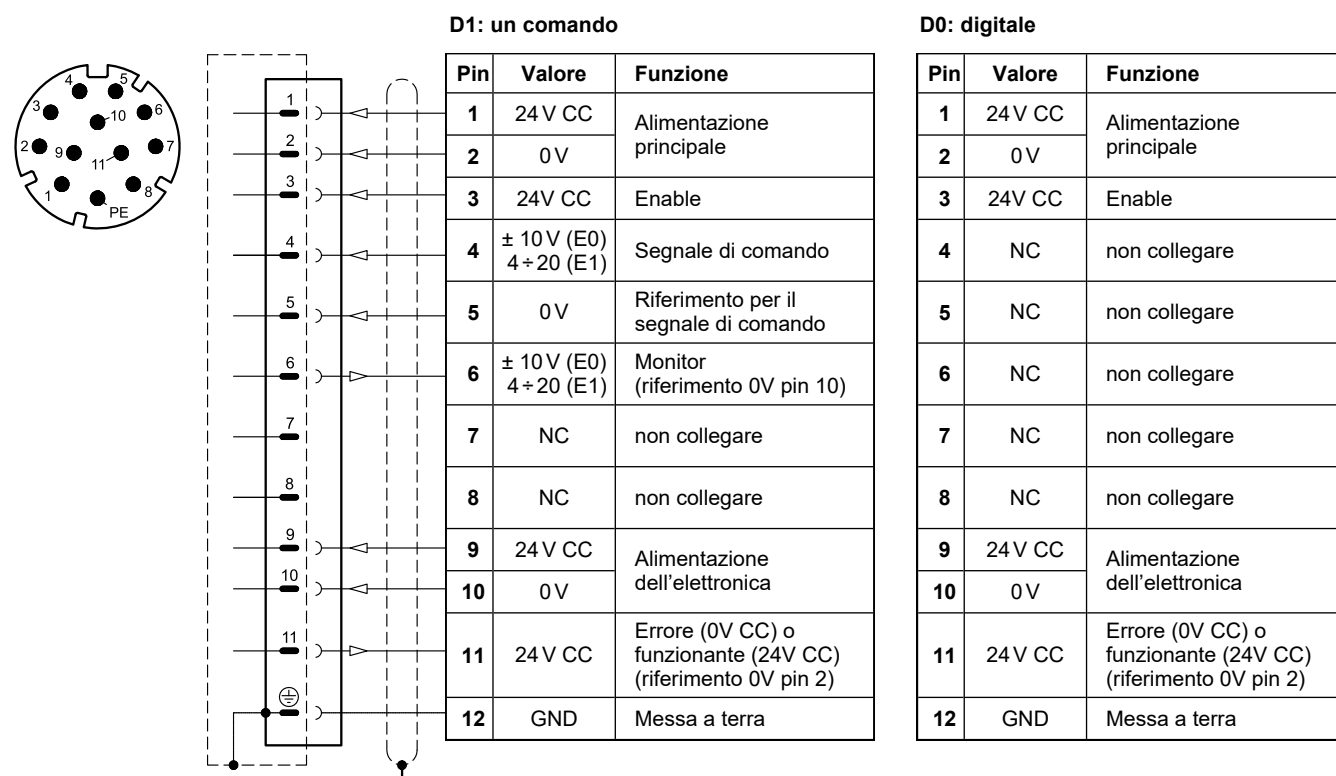 D1: un comando
D0: digitale
4
5
3
10
6
2
9
11
7
1
8
PE
1
2
3
4
5
6
7
8
9
10
11
Pin Valore Funzione
1 24 V CC Alimentazione
principale
2 0 V
3 24V CC Enable
4 ± 10 V (E0)
4÷20 (E1)
Segnale di comando
5 0 V Riferimento per il
segnale di comando
6 ± 10 V (E0)
4÷20 (E1)
Monitor
(riferimento 0V pin 10)
7 NC non collegare
8 NC non collegare
9 24 V CC Alimentazione
dell'elettronica
10 0 V
11 24 V CC Errore (0V CC) o
funzionante (24V CC)
(riferimento 0V pin 2)
12 GND Messa a terra
Pin Valore Funzione
1 24 V CC Alimentazione
principale
2 0 V
3 24V CC Enable
4 NC non collegare
5 NC non collegare
6 NC non collegare
7 NC non collegare
8 NC non collegare
9 24 V CC Alimentazione
dell'elettronica
10 0 V
11 24 V CC Errore (0V CC) o
funzionante (24V CC)
(riferimento 0V pin 2)
12 GND Messa a terra